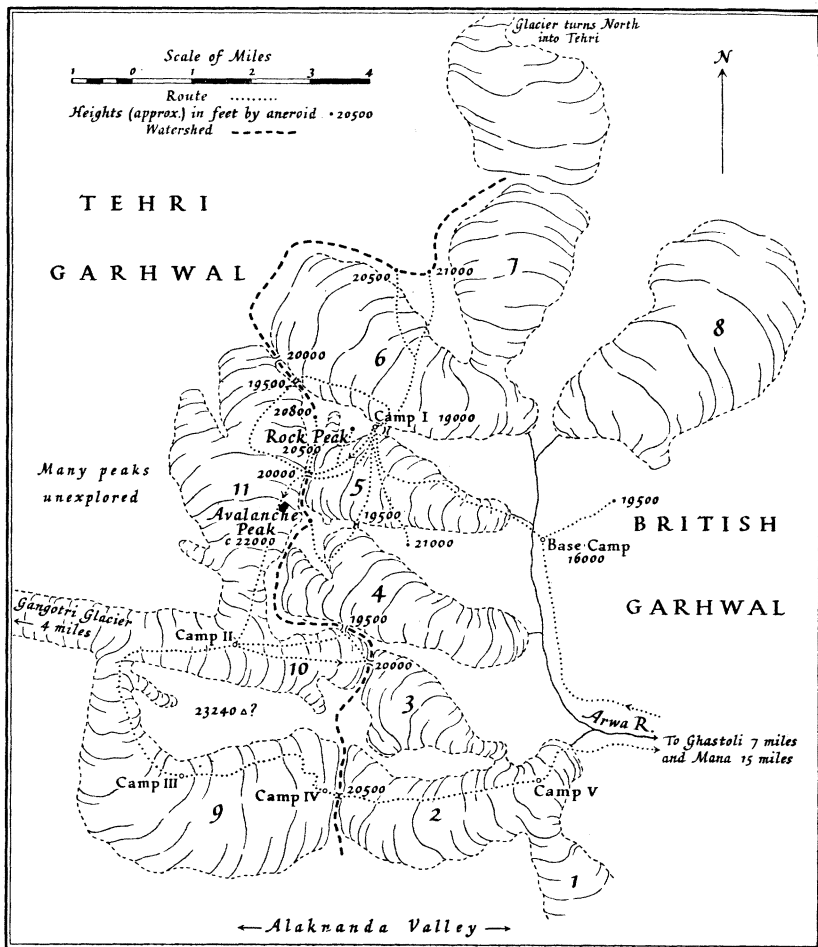 Glacier turns North
into Tehri
Scale of Miles
1 0 1 2 3 4
Route
Heights (approx.) in feet by aneroid • 20500
Watershed
N
TEHRI
GARHWAL
20500
21000
7
8
6
20000
19500
20800
Camp I 19000
Rock Peak
20500
20000
Many peaks
unexplored
11
5
19500
Avalanche
Peak
c 22000
19500
21000
BRITISH
Base Camp
16000
GARHWAL
4
Gangotri Glacier
4 miles
19500
Camp II
10
20000
23240 ?
3
Arwa R.
To Ghastoli 7 miles
and Mana 15 miles
Camp III
Camp IV
20500
Camp V
9
2
1
Alaknanda Valley